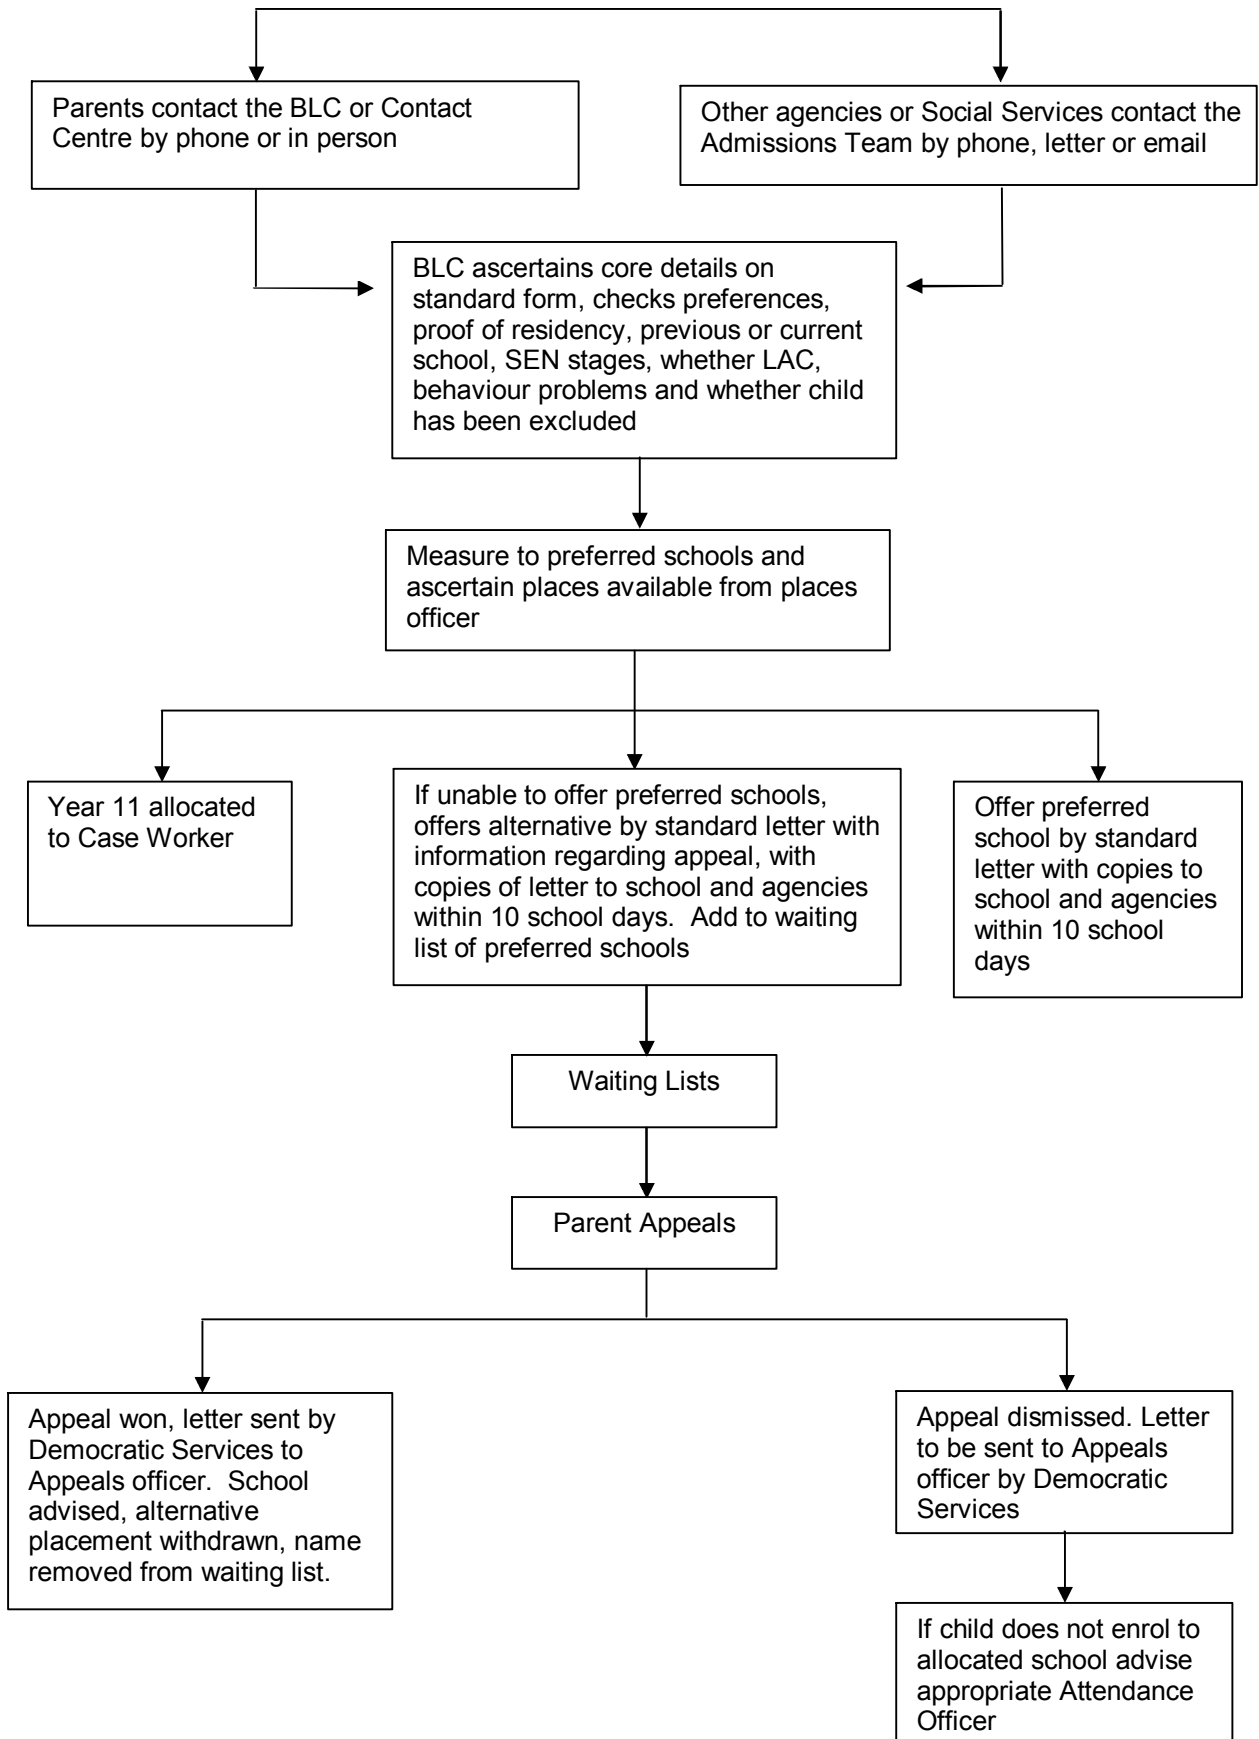 Parents contact the BLC or Contact
Centre by phone or in person
Other agencies or Social Services contact the
Admissions Team by phone, letter or email
BLC ascertains core details on
standard form, checks preferences,
proof of residency, previous or current
school, SEN stages, whether LAC,
behaviour problems and whether child
has been excluded
Measure to preferred schools and
ascertain places available from places
officer
Year 11 allocated
to Case Worker
If unable to offer preferred schools,
offers alternative by standard letter with
information regarding appeal, with
copies of letter to school and agencies
within 10 school days.  Add to waiting
list of preferred schools
Offer preferred
school by standard
letter with copies to
school and agencies
within 10 school
days
Waiting Lists
Parent Appeals
Appeal won, letter sent by
Democratic Services to
Appeals officer.  School
advised, alternative
placement withdrawn, name
removed from waiting list.
Appeal dismissed. Letter
to be sent to Appeals
officer by Democratic
Services
If child does not enrol to
allocated school advise
appropriate Attendance
Officer